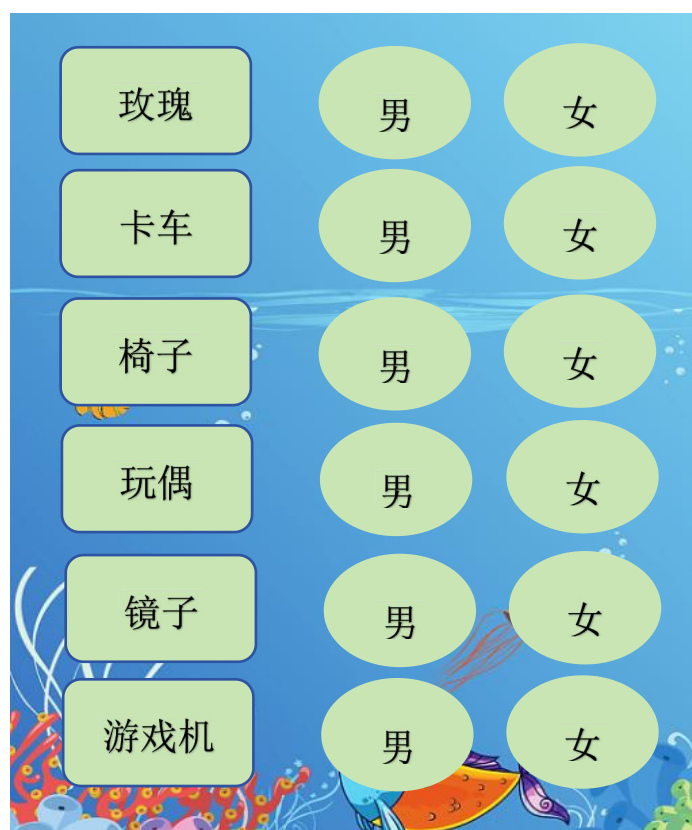 玫瑰 男 女
卡车 男 女
椅子 男 女
玩偶 男 女
镜子 男 女
游戏机 男 女